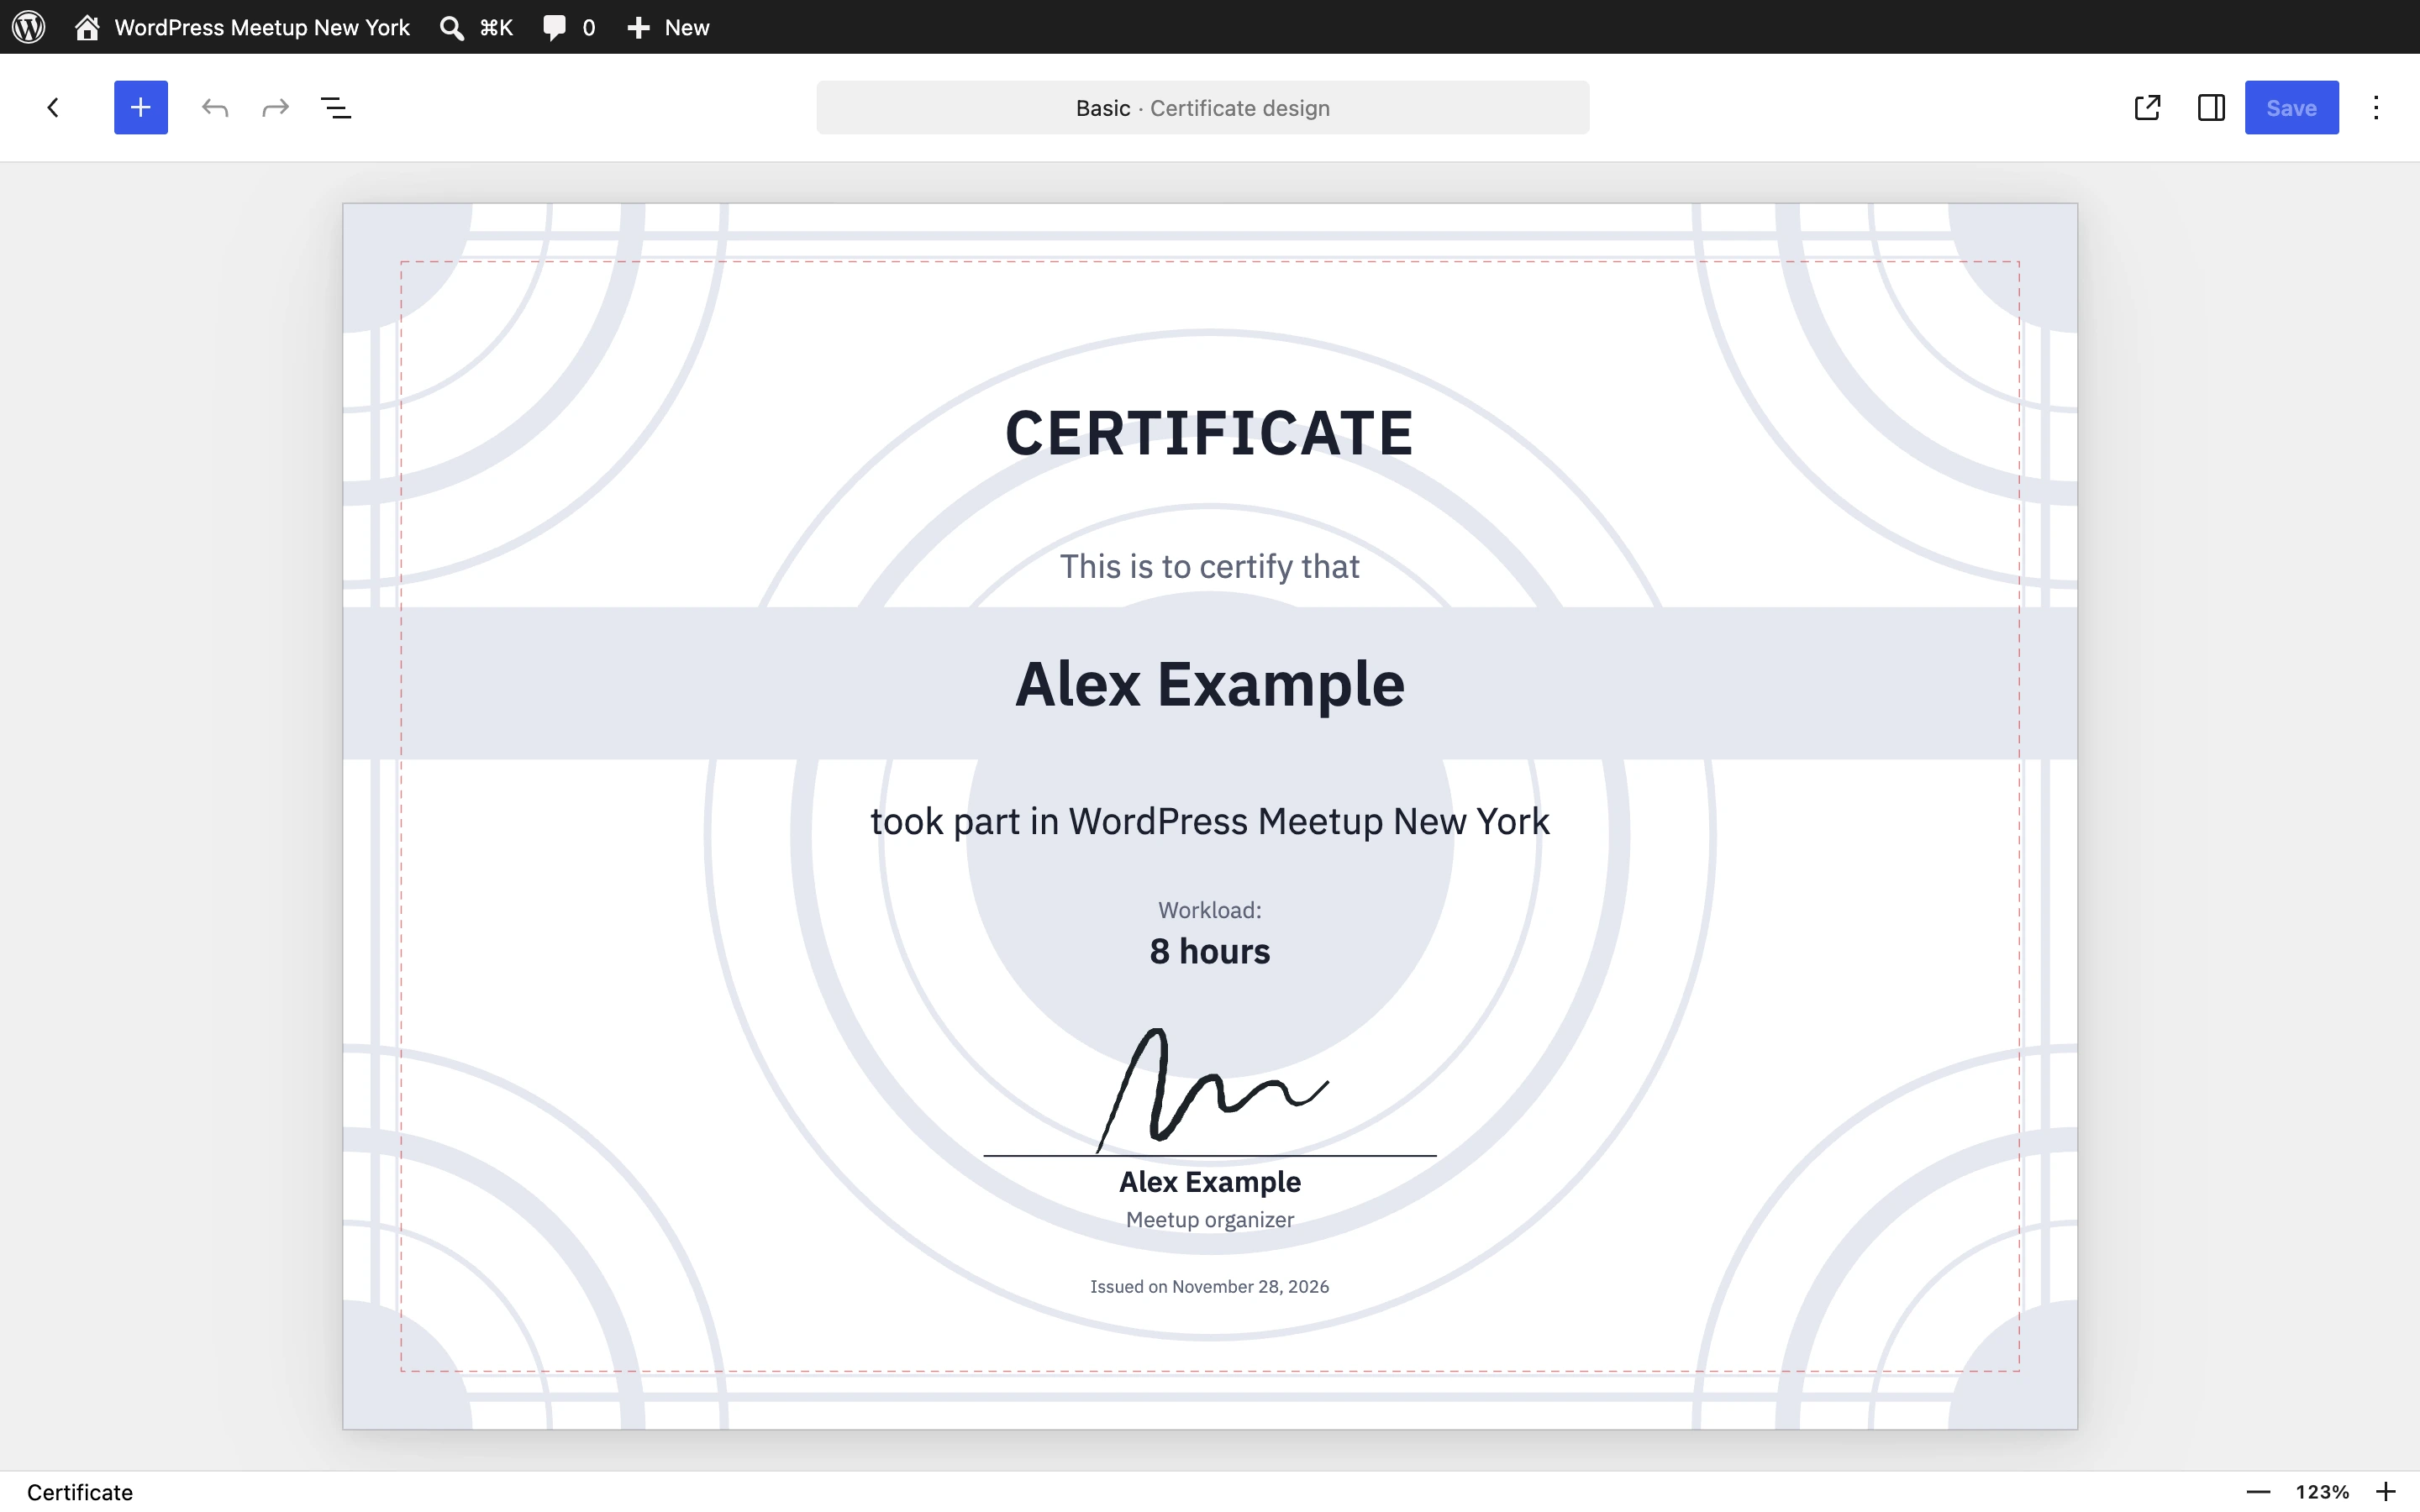 WordPress Meetup New York
⌘K
0
New
Basic · Certificate design
Save
CERTIFICATE
This is to certify that
Alex Example
took part in WordPress Meetup New York
Workload:
8 hours
Alex Example
Meetup organizer
Issued on November 28, 2026
Certificate
123%